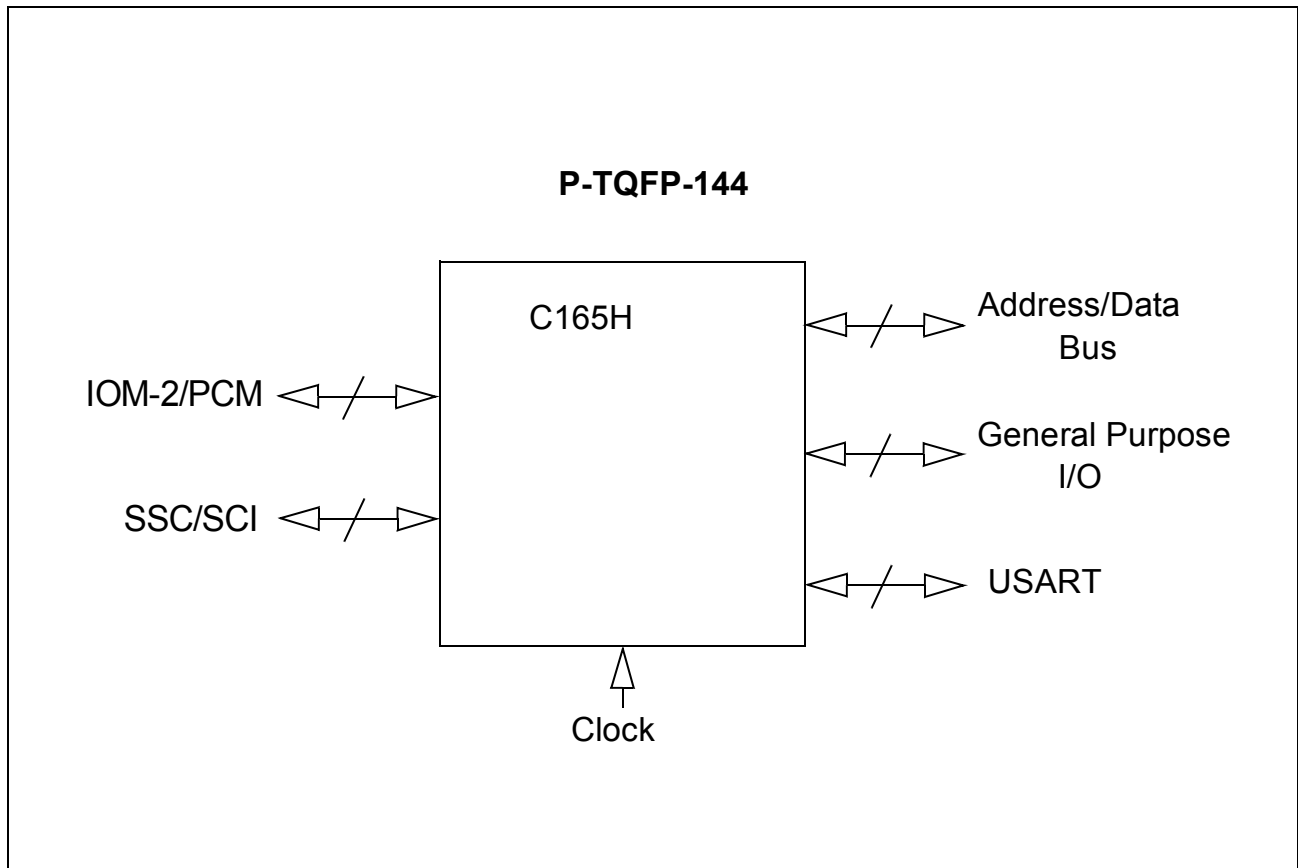 P-TQFP-144
C165H
Address/Data
Bus
IOM-2/PCM
General Purpose
I/O
SSC/SCI
USART
Clock